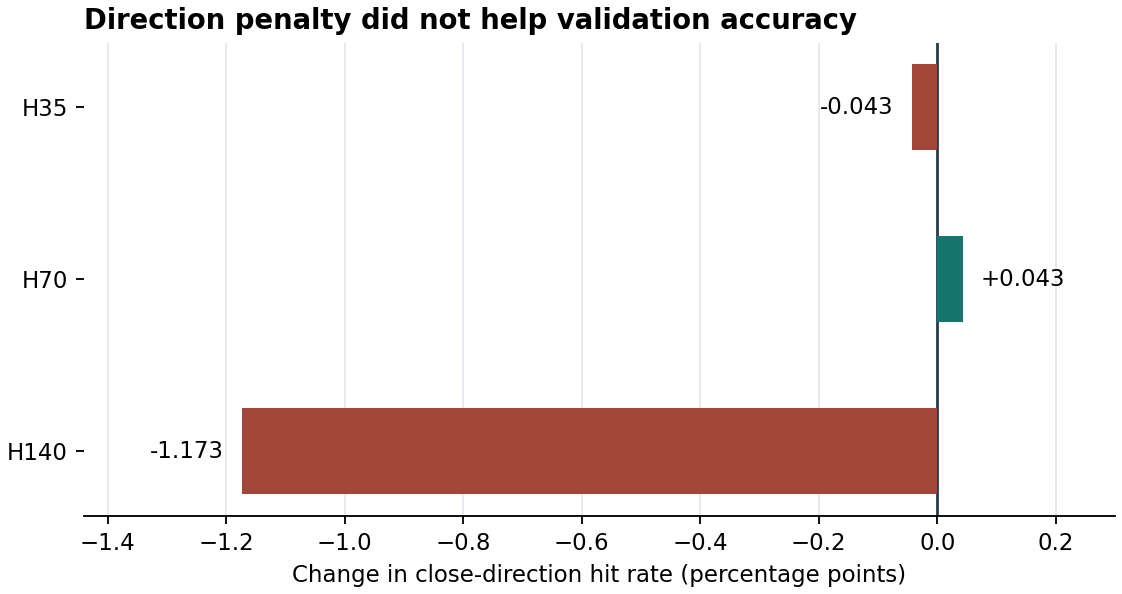 Direction penalty did not help validation accuracy
H35
-0.043
H70
+0.043
H140
-1.173
−1.4 −1.2 −1.0 −0.8 −0.6 −0.4 −0.2 0.0 0.2
Change in close-direction hit rate (percentage points)